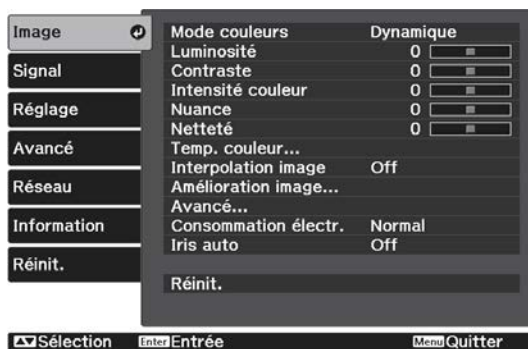 Image
Signal
Réglage
Avancé
Réseau
Information
Réinit.
Mode couleurs Dynamique
Luminosité 0
Contraste 0
Intensité couleur 0
Nuance 0
Netteté 0
Temp. couleur...
Interpolation image Off
Amélioration image...
Avancé...
Consommation électr. Normal
Iris auto Off
Réinit.
Sélection Enter Entrée Menu Quitter